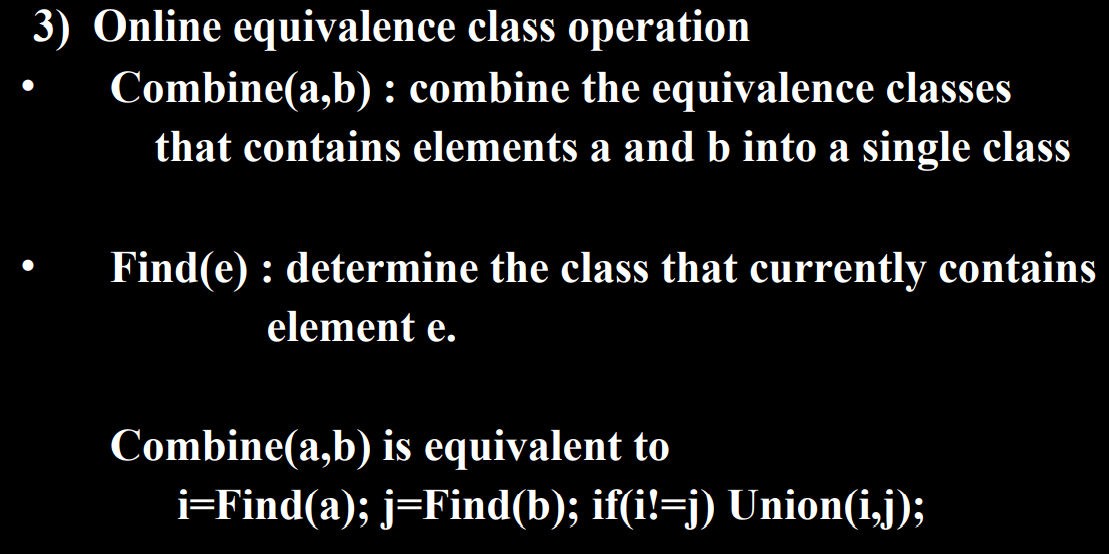 3) Online equivalence class operation
• Combine(a,b) : combine the equivalence classes
that contains elements a and b into a single class
• Find(e) : determine the class that currently contains
element e.
Combine(a,b) is equivalent to
i=Find(a); j=Find(b); if(i!=j) Union(i,j);